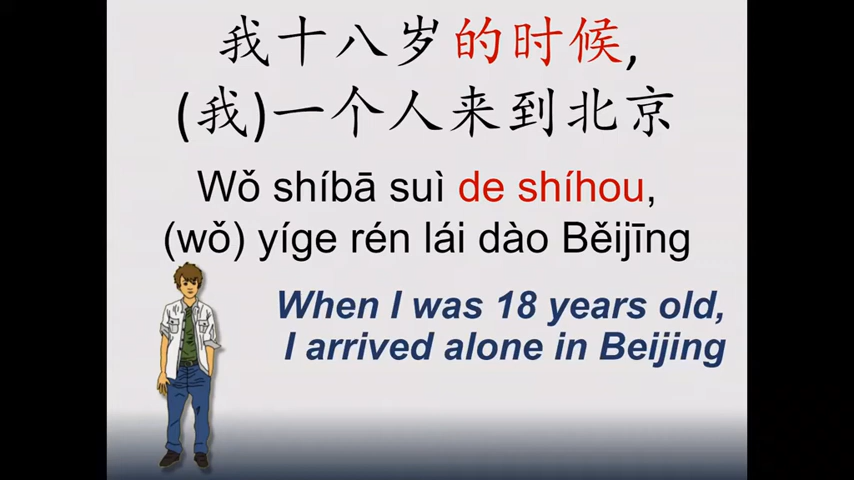 我十八岁的时候,
(我)一个人来到北京
Wǒ shíbā suì de shíhou,
(wǒ) yíge rén lái dào Běijīng
When I was 18 years old,
I arrived alone in Beijing